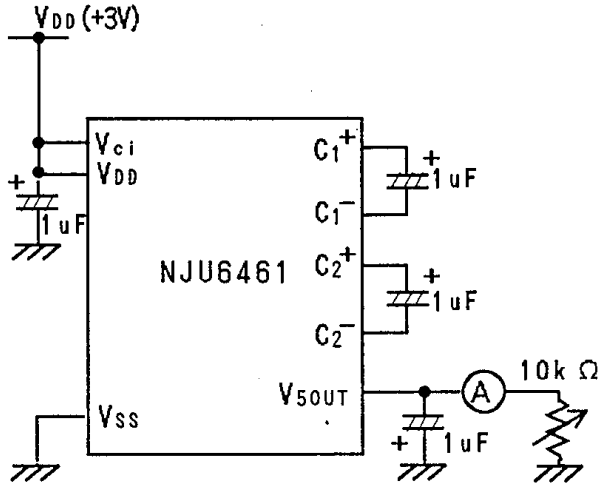 VDD (+3V)
Vci
VDD
+
1uF
NJU6461
C1+
+
1uF
C1−
C2+
+
1uF
C2−
V5OUT
A
10k Ω
+
1uF
VSS